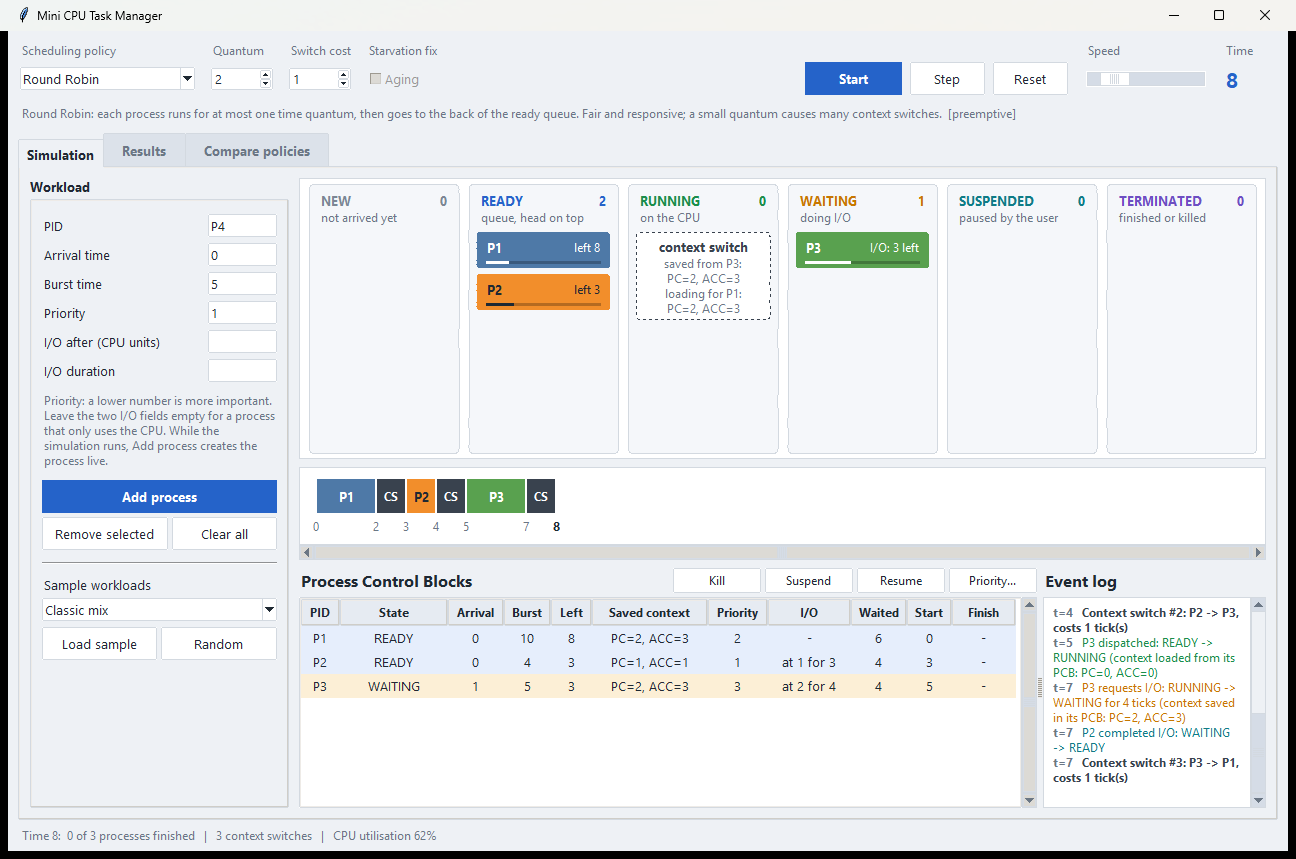 Mini CPU Task Manager
Scheduling policy Quantum Switch cost Starvation fix Speed Time
Round Robin 2 1 Aging Start Step Reset 8
Round Robin: each process runs for at most one time quantum, then goes to the back of the ready queue. Fair and responsive; a small quantum causes many context switches. [preemptive]
Simulation Results Compare policies
Workload
PID P4
Arrival time 0
Burst time 5
Priority 1
I/O after (CPU units)
I/O duration
Priority: a lower number is more important.
Leave the two I/O fields empty for a process
that only uses the CPU. While the
simulation runs, Add process creates the
process live.
Add process
Remove selected Clear all
Sample workloads
Classic mix
Load sample Random
NEW 0
not arrived yet
READY 2
queue, head on top
P1 left 8
P2 left 3
RUNNING 0
on the CPU
context switch
saved from P3:
PC=2, ACC=3
loading for P1:
PC=2, ACC=3
WAITING 1
doing I/O
P3 I/O: 3 left
SUSPENDED 0
paused by the user
TERMINATED 0
finished or killed
P1 CS P2 CS P3 CS
0 2 3 4 5 7 8
Process Control Blocks Kill Suspend Resume Priority...
PID State Arrival Burst Left Saved context Priority I/O Waited Start Finish
P1 READY 0 10 8 PC=2, ACC=3 2 - 6 0 -
P2 READY 0 4 3 PC=1, ACC=1 1 at 1 for 3 4 3 -
P3 WAITING 1 5 3 PC=2, ACC=3 3 at 2 for 4 4 5 -
Event log
t=4 Context switch #2: P2 -> P3,
costs 1 tick(s)
t=5 P3 dispatched: READY ->
RUNNING (context loaded from its
PCB: PC=0, ACC=0)
t=7 P3 requests I/O: RUNNING ->
WAITING for 4 ticks (context saved
in its PCB: PC=2, ACC=3)
t=7 P2 completed I/O: WAITING
-> READY
t=7 Context switch #3: P3 -> P1,
costs 1 tick(s)
Time 8: 0 of 3 processes finished | 3 context switches | CPU utilisation 62%